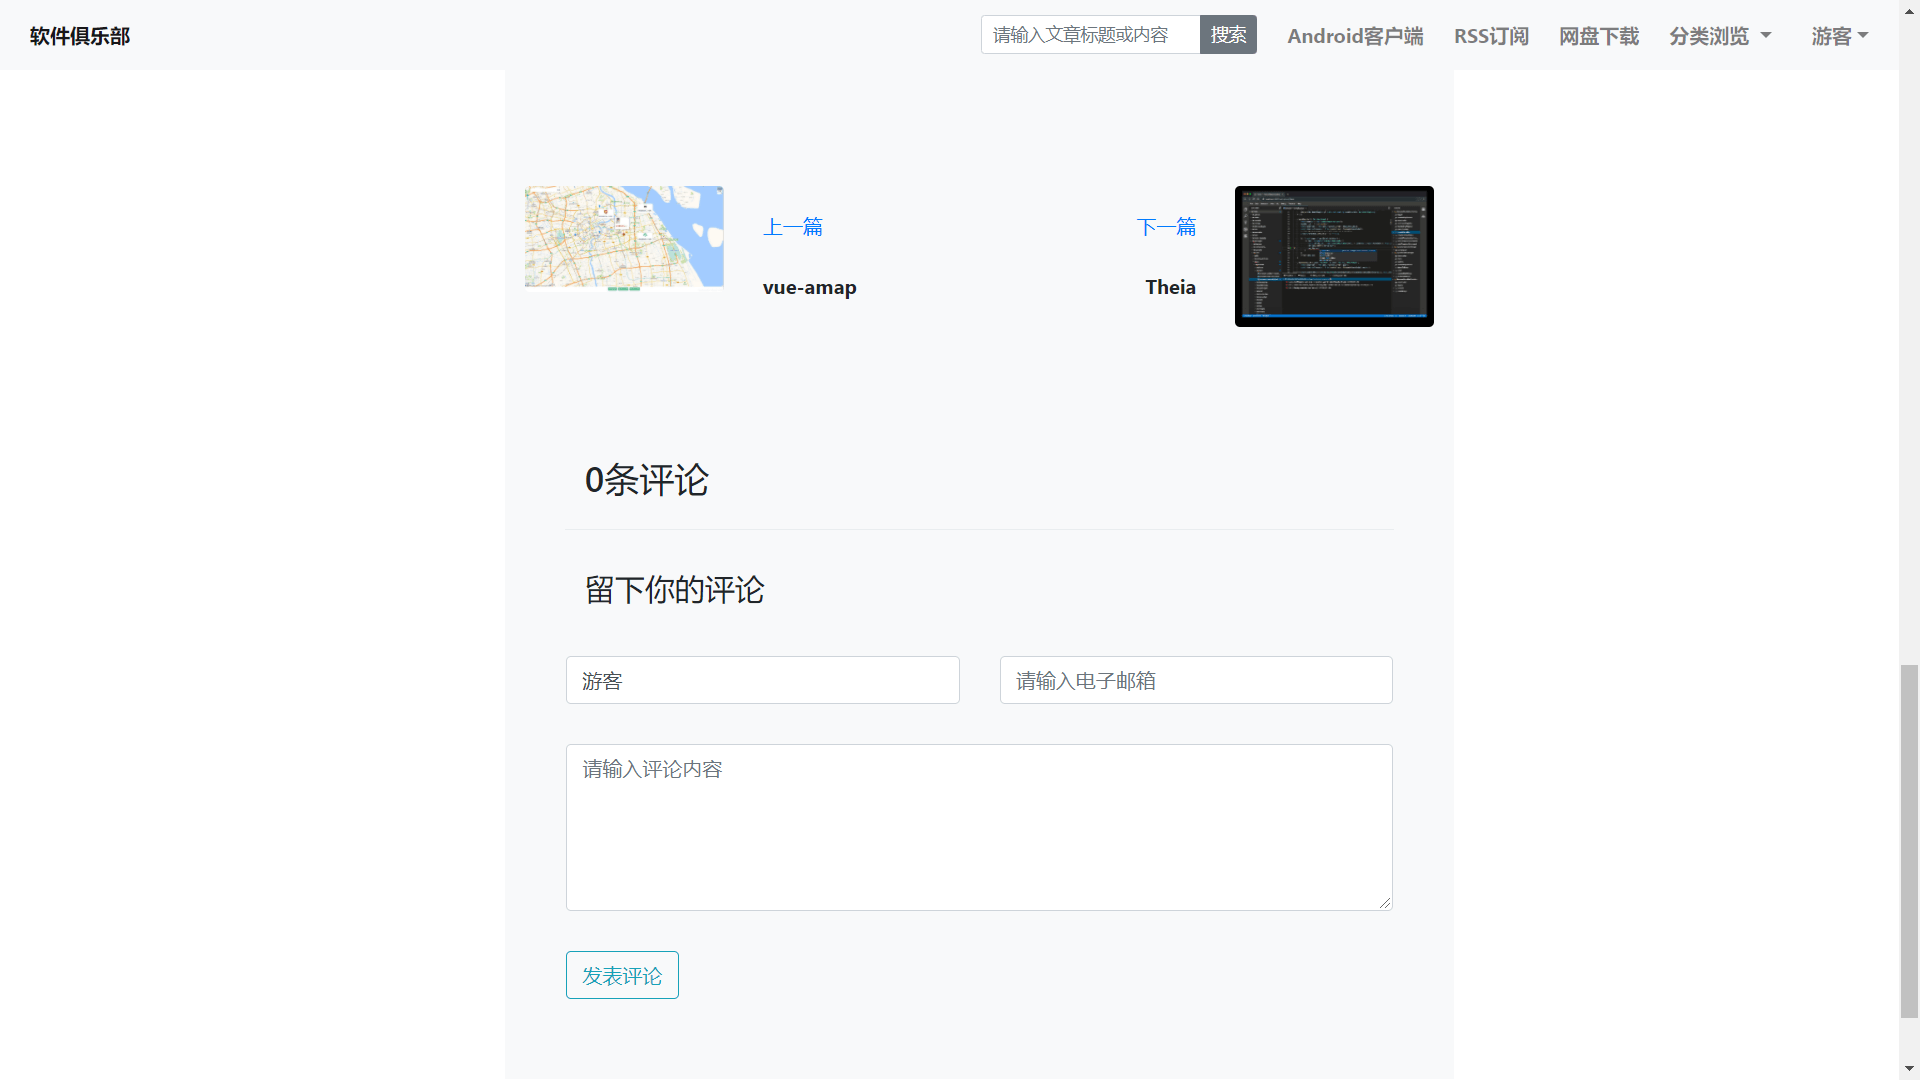 软件俱乐部
请输入文章标题或内容
搜索
Android客户端
RSS订阅
网盘下载
分类浏览
游客
上一篇
vue-amap
下一篇
Theia
0条评论
留下你的评论
游客
请输入电子邮箱
请输入评论内容
发表评论